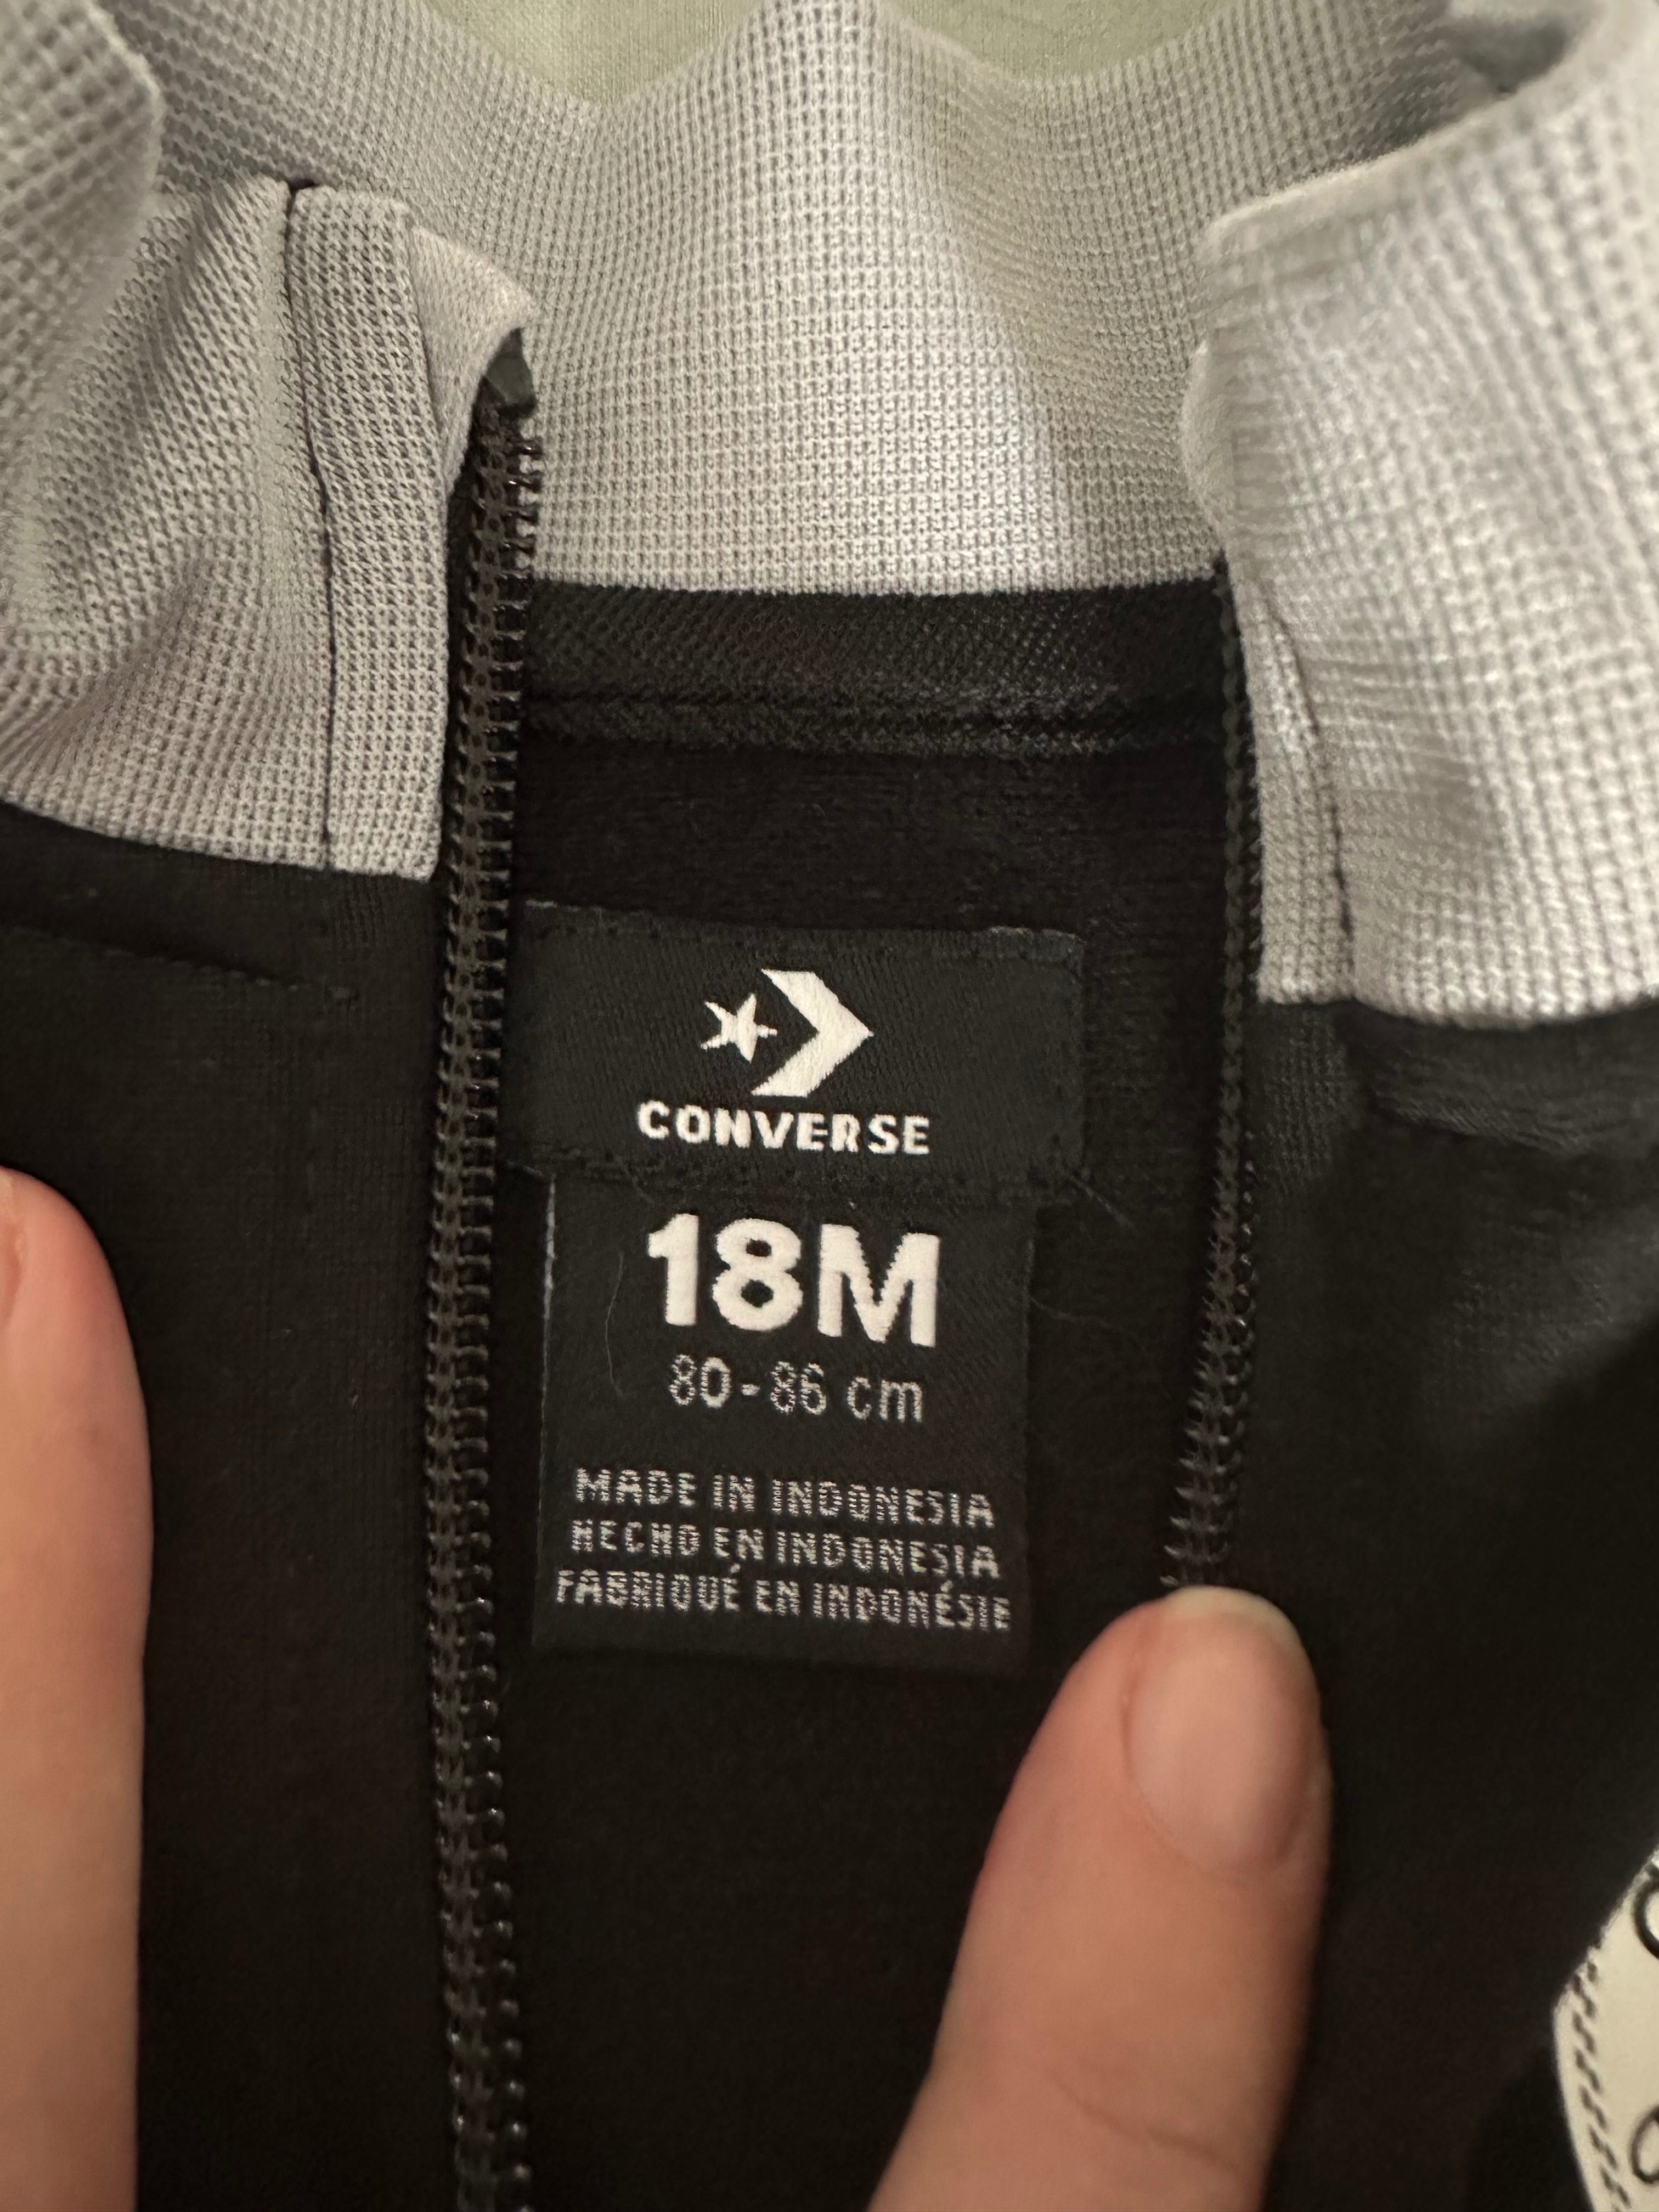 CONVERSE
18M
80-86 cm
MADE IN INDONESIA
HECHO EN INDONESIA
FABRIQUÉ EN INDONÉSIE